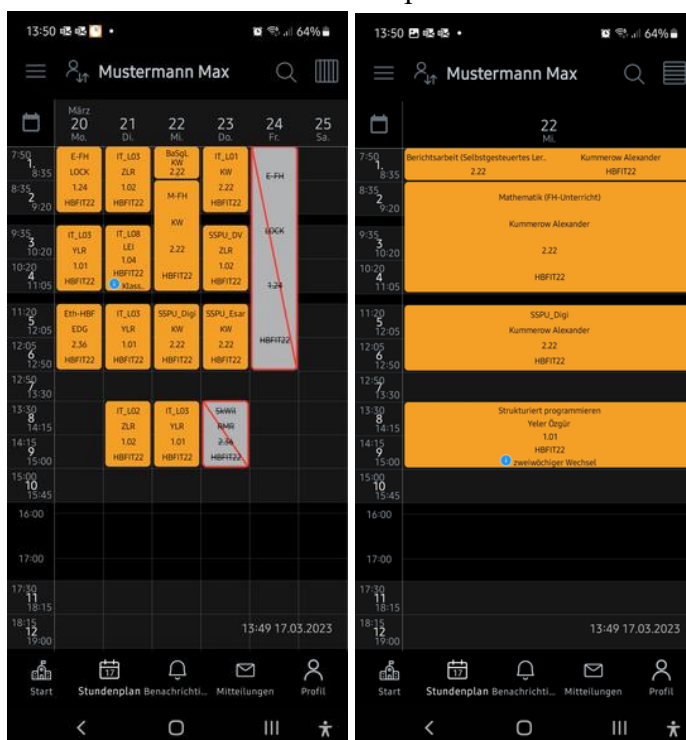 13:50
64%
Mustermann Max
März
20 21 22 23 24 25
Mo. Di. Mi. Do. Fr. Sa.
7:50
1.
8:35
8:35
2
9:20
9:35
3
10:20
10:20
4
11:05
11:20
5
12:05
12:05
6
12:50
12:50
7
13:30
13:30
8
14:15
14:15
9
15:00
15:00
10
15:45
16:00
17:00
17:30
11
18:15
18:15
12
19:00
E-FH
LOCK
1.24
HBFIT22
IT_L03
YLR
1.01
HBFIT22
Eth-HBF
EDG
2.36
HBFIT22
IT_L03
ZLR
1.02
HBFIT22
IT_L08
LEI
1.04
HBFIT22
Klass..
IT_L03
YLR
1.01
HBFIT22
IT_L02
ZLR
1.02
HBFIT22
BaSgL
KW
2.22
M-FH
KW
2.22
HBFIT22
SSPU_Digi
KW
2.22
HBFIT22
IT_L03
YLR
1.01
HBFIT22
IT_L01
KW
2.22
HBFIT22
SSPU_DV
ZLR
1.02
HBFIT22
SSPU_Esar
KW
2.22
HBFIT22
RMR
2.36
HBFIT22
E-FH
LOCK
1.24
HBFIT22
13:49 17.03.2023
Start
17
Stundenplan
Benachrichti...
Mitteilungen
Profil
13:50
64%
Mustermann Max
22
Mi.
7:50
1.
8:35
8:35
2
9:20
9:35
3
10:20
10:20
4
11:05
11:20
5
12:05
12:05
6
12:50
12:50
7
13:30
13:30
8
14:15
14:15
9
15:00
15:00
10
15:45
16:00
17:00
17:30
11
18:15
18:15
12
19:00
Berichtsarbeit (Selbstgesteuertes Ler.. Kummerow Alexander
2.22 HBFIT22
Mathematik (FH-Unterricht)
Kummerow Alexander
2.22
HBFIT22
SSPU_Digi
Kummerow Alexander
2.22
HBFIT22
Strukturiert programmieren
Yeler Özgür
1.01
HBFIT22
zweiwöchiger Wechsel
13:49 17.03.2023
Start
17
Stundenplan
Benachrichti...
Mitteilungen
Profil